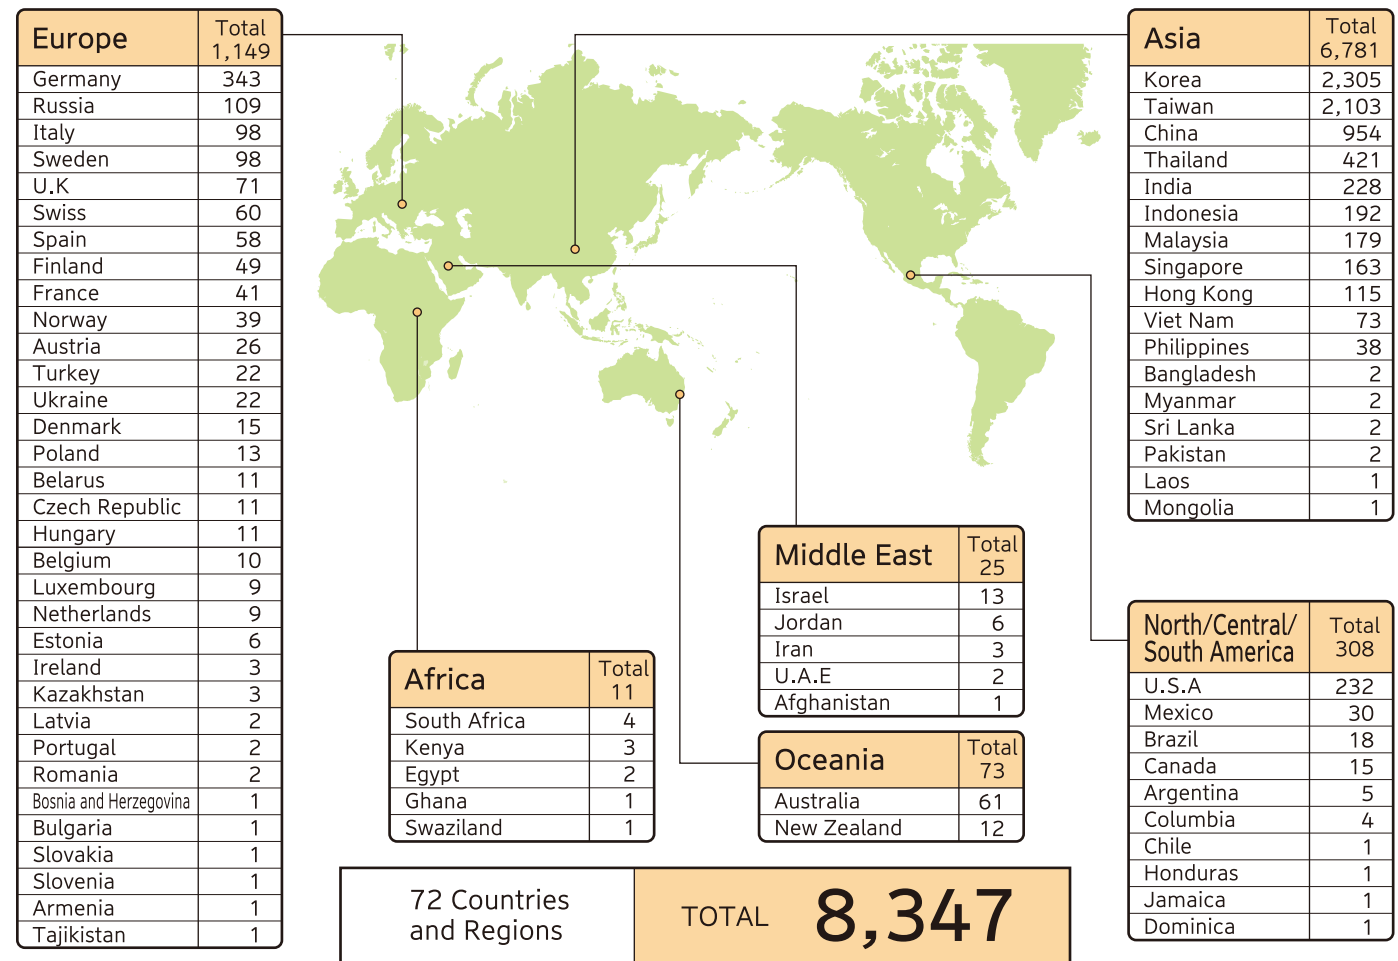 Europe Total 1,149
Germany 343
Russia 109
Italy 98
Sweden 98
U.K 71
Swiss 60
Spain 58
Finland 49
France 41
Norway 39
Austria 26
Turkey 22
Ukraine 22
Denmark 15
Poland 13
Belarus 11
Czech Republic 11
Hungary 11
Belgium 10
Luxembourg 9
Netherlands 9
Estonia 6
Ireland 3
Kazakhstan 3
Latvia 2
Portugal 2
Romania 2
Bosnia and Herzegovina 1
Bulgaria 1
Slovakia 1
Slovenia 1
Armenia 1
Tajikistan 1
Africa Total 11
South Africa 4
Kenya 3
Egypt 2
Ghana 1
Swaziland 1
Middle East Total 25
Israel 13
Jordan 6
Iran 3
U.A.E 2
Afghanistan 1
Oceania Total 73
Australia 61
New Zealand 12
Asia Total 6,781
Korea 2,305
Taiwan 2,103
China 954
Thailand 421
India 228
Indonesia 192
Malaysia 179
Singapore 163
Hong Kong 115
Viet Nam 73
Philippines 38
Bangladesh 2
Myanmar 2
Sri Lanka 2
Pakistan 2
Laos 1
Mongolia 1
North/Central/
South America Total 308
U.S.A 232
Mexico 30
Brazil 18
Canada 15
Argentina 5
Columbia 4
Chile 1
Honduras 1
Jamaica 1
Dominica 1
72 Countries
and Regions
TOTAL 8,347